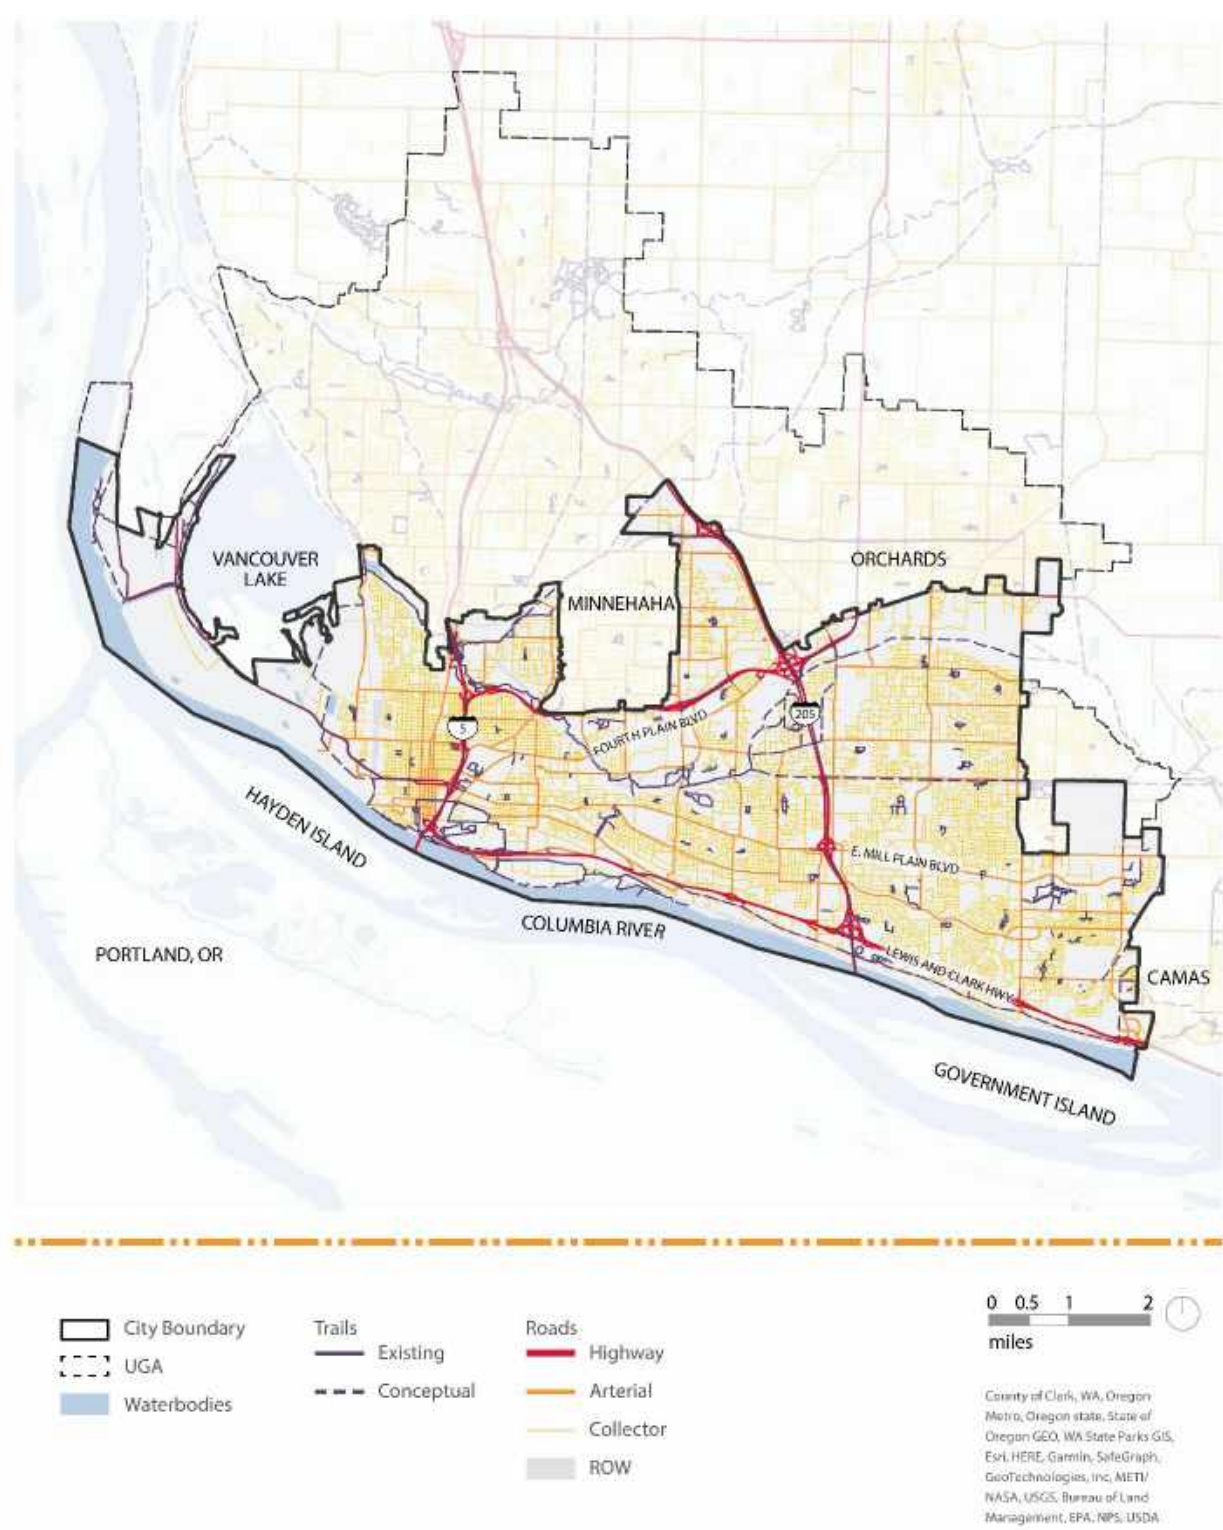 VANCOUVER
LAKE
ORCHARDS
MINNEHAHA
5
205
FOURTH PLAIN BLVD
HAYDEN ISLAND
E. MILL PLAIN BLVD
COLUMBIA RIVER
PORTLAND, OR
LEWIS AND CLARK HWY
CAMAS
GOVERNMENT ISLAND
City Boundary
UGA
Waterbodies
Trails
Existing
Conceptual
Roads
Highway
Arterial
Collector
ROW
0 0.5 1 2
miles
County of Clark, WA, Oregon
Metro, Oregon state, State of
Oregon GEO, WA State Parks GIS,
Esri, HERE, Garmin, SafeGraph,
GeoTechnologies, Inc, METI/
NASA, USGS, Bureau of Land
Management, EPA, NPS, USDA